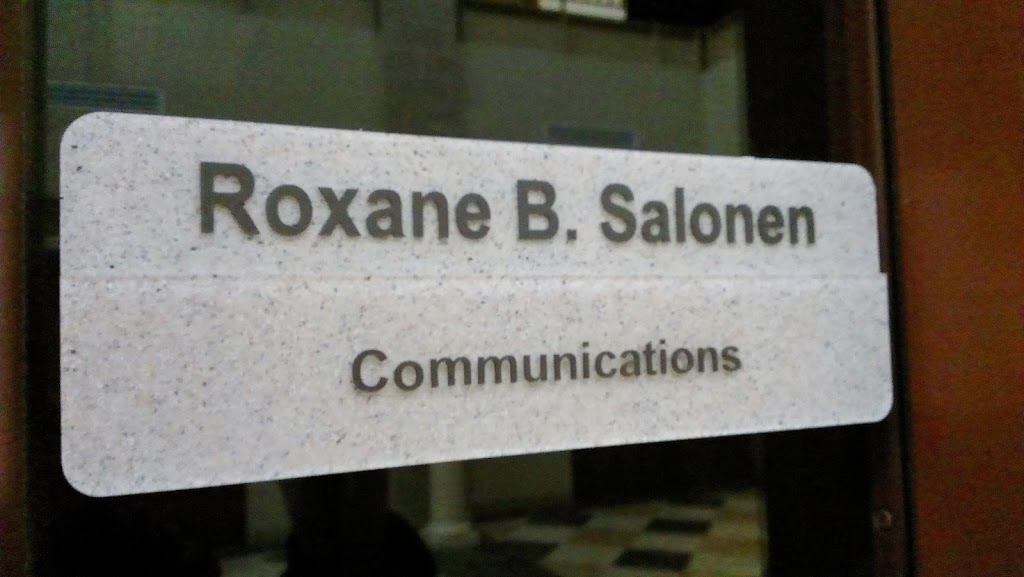 Roxane B. Salonen
Communications